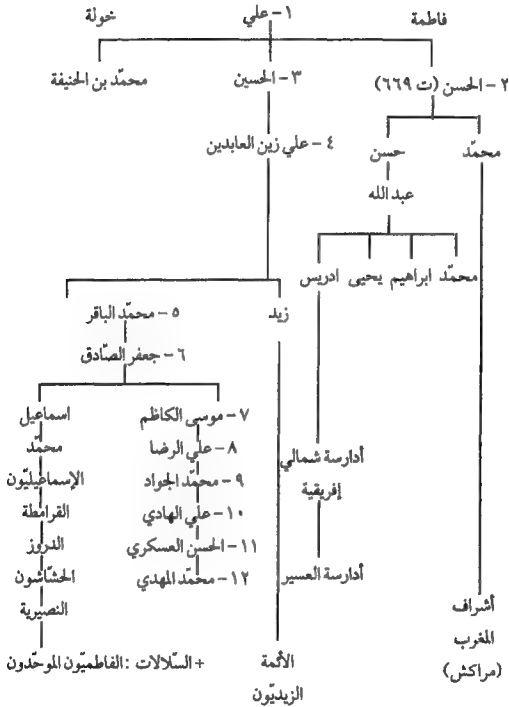 فاطمة ١- علي خولة
٢- الحسن (ت ٦٦٩) ٣- الحسين محمّد بن الحنيفة
محمّد حسن ٤- علي زين العابدين
عبد الله
محمّد ابراهيم يحيى ادريس
زيد ٥- محمّد الباقر
٦- جعفر الصّادق
٧- موسى الكاظم اسماعيل
أدارسة شمالي ٨- علي الرضا محمّد
إفريقية ٩- محمّد الجواد الإسماعيليّون
١٠- علي الهادي القرامطة
١١- الحسن العسكري الدروز
أدارسة العسير ١٢- محمّد المهدي الحشّاشون
أشراف النصيرية
المغرب
(مراكش)
الأئمة
الزيديّون
+ السّلالات: الفاطميّون الموحّدون